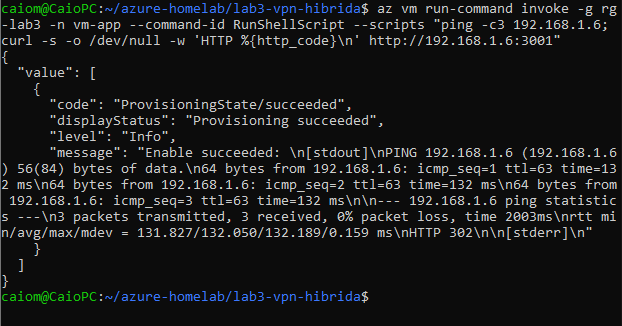 caiom@CaioPC:~/azure-homelab/lab3-vpn-hibrida$ az vm run-command invoke -g rg
-lab3 -n vm-app --command-id RunShellScript --scripts "ping -c3 192.168.1.6;
curl -s -o /dev/null -w 'HTTP %{http_code}\n' http://192.168.1.6:3001"
{
  "value": [
    {
      "code": "ProvisioningState/succeeded",
      "displayStatus": "Provisioning succeeded",
      "level": "Info",
      "message": "Enable succeeded: \n[stdout]\nPING 192.168.1.6 (192.168.1.6
) 56(84) bytes of data.\n64 bytes from 192.168.1.6: icmp_seq=1 ttl=63 time=13
2 ms\n64 bytes from 192.168.1.6: icmp_seq=2 ttl=63 time=132 ms\n64 bytes from
 192.168.1.6: icmp_seq=3 ttl=63 time=132 ms\n\n--- 192.168.1.6 ping statistic
s ---\n3 packets transmitted, 3 received, 0% packet loss, time 2003ms\nrtt mi
n/avg/max/mdev = 131.827/132.050/132.189/0.159 ms\nHTTP 302\n\n[stderr]\n"
    }
  ]
}
caiom@CaioPC:~/azure-homelab/lab3-vpn-hibrida$